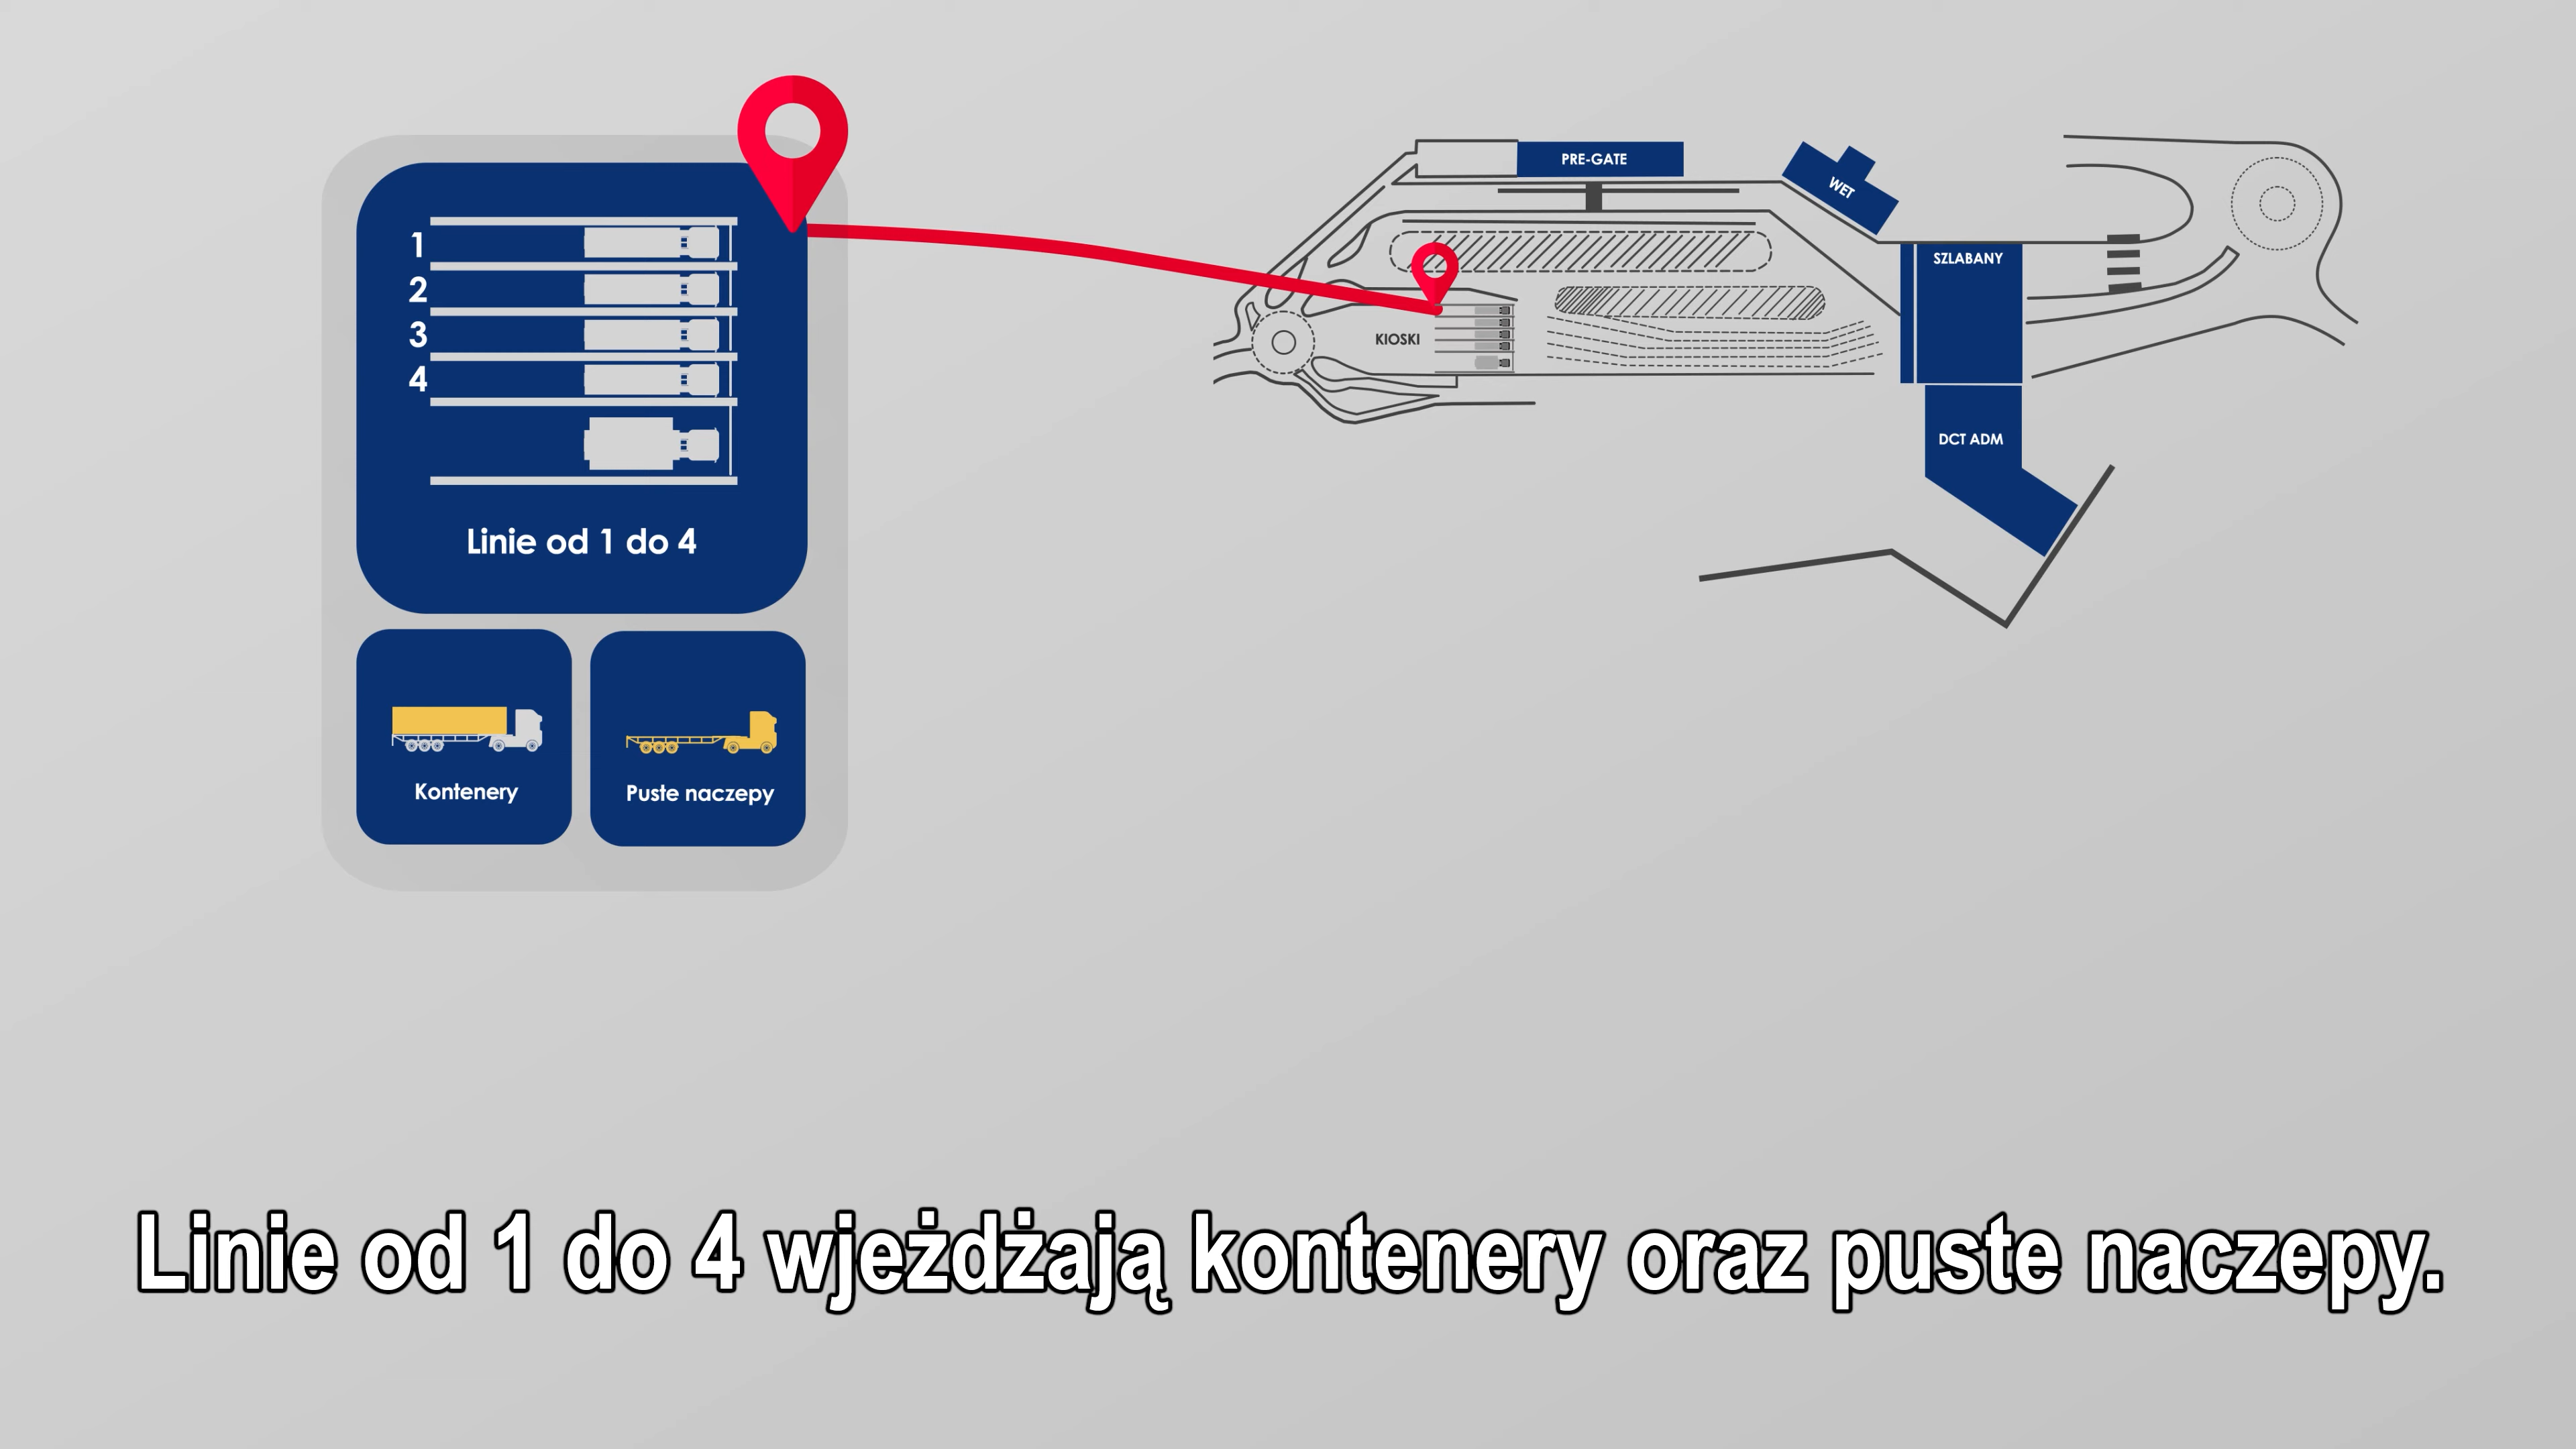 1
2
3
4
Linie od 1 do 4
Kontenery
Puste naczepy
PRE-GATE
WET
SZLABANY
KIOSKI
DCT ADM
Linie od 1 do 4 wjeżdżają kontenery oraz puste naczepy.